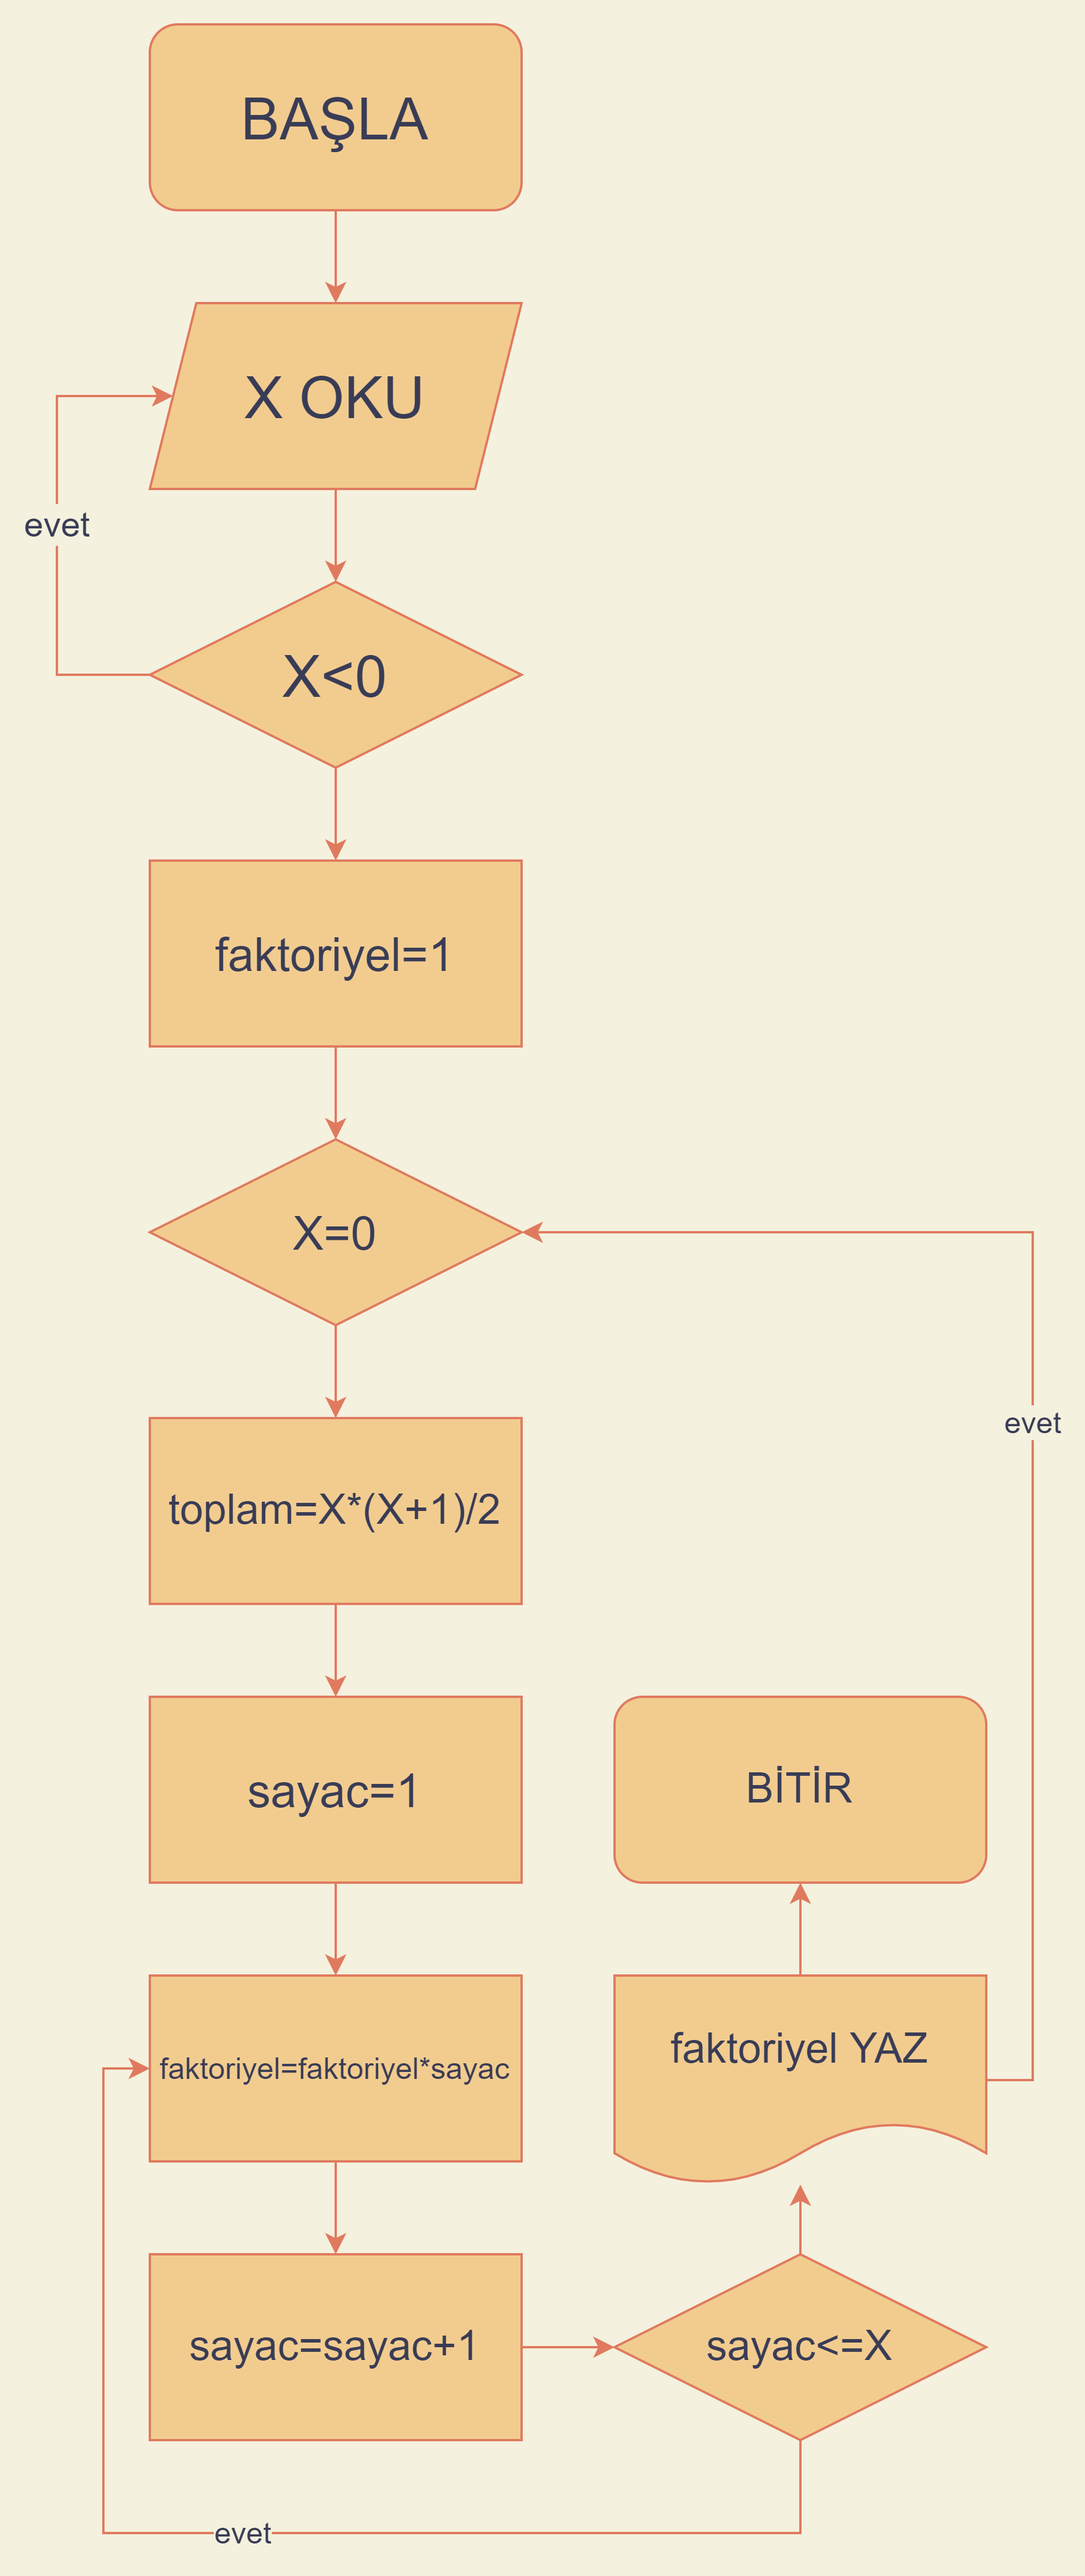 BAŞLA
X OKU
evet
X<0
faktoriyel=1
X=0
evet
toplam=X*(X+1)/2
sayac=1
BİTİR
faktoriyel=faktoriyel*sayac
faktoriyel YAZ
sayac=sayac+1
sayac<=X
evet